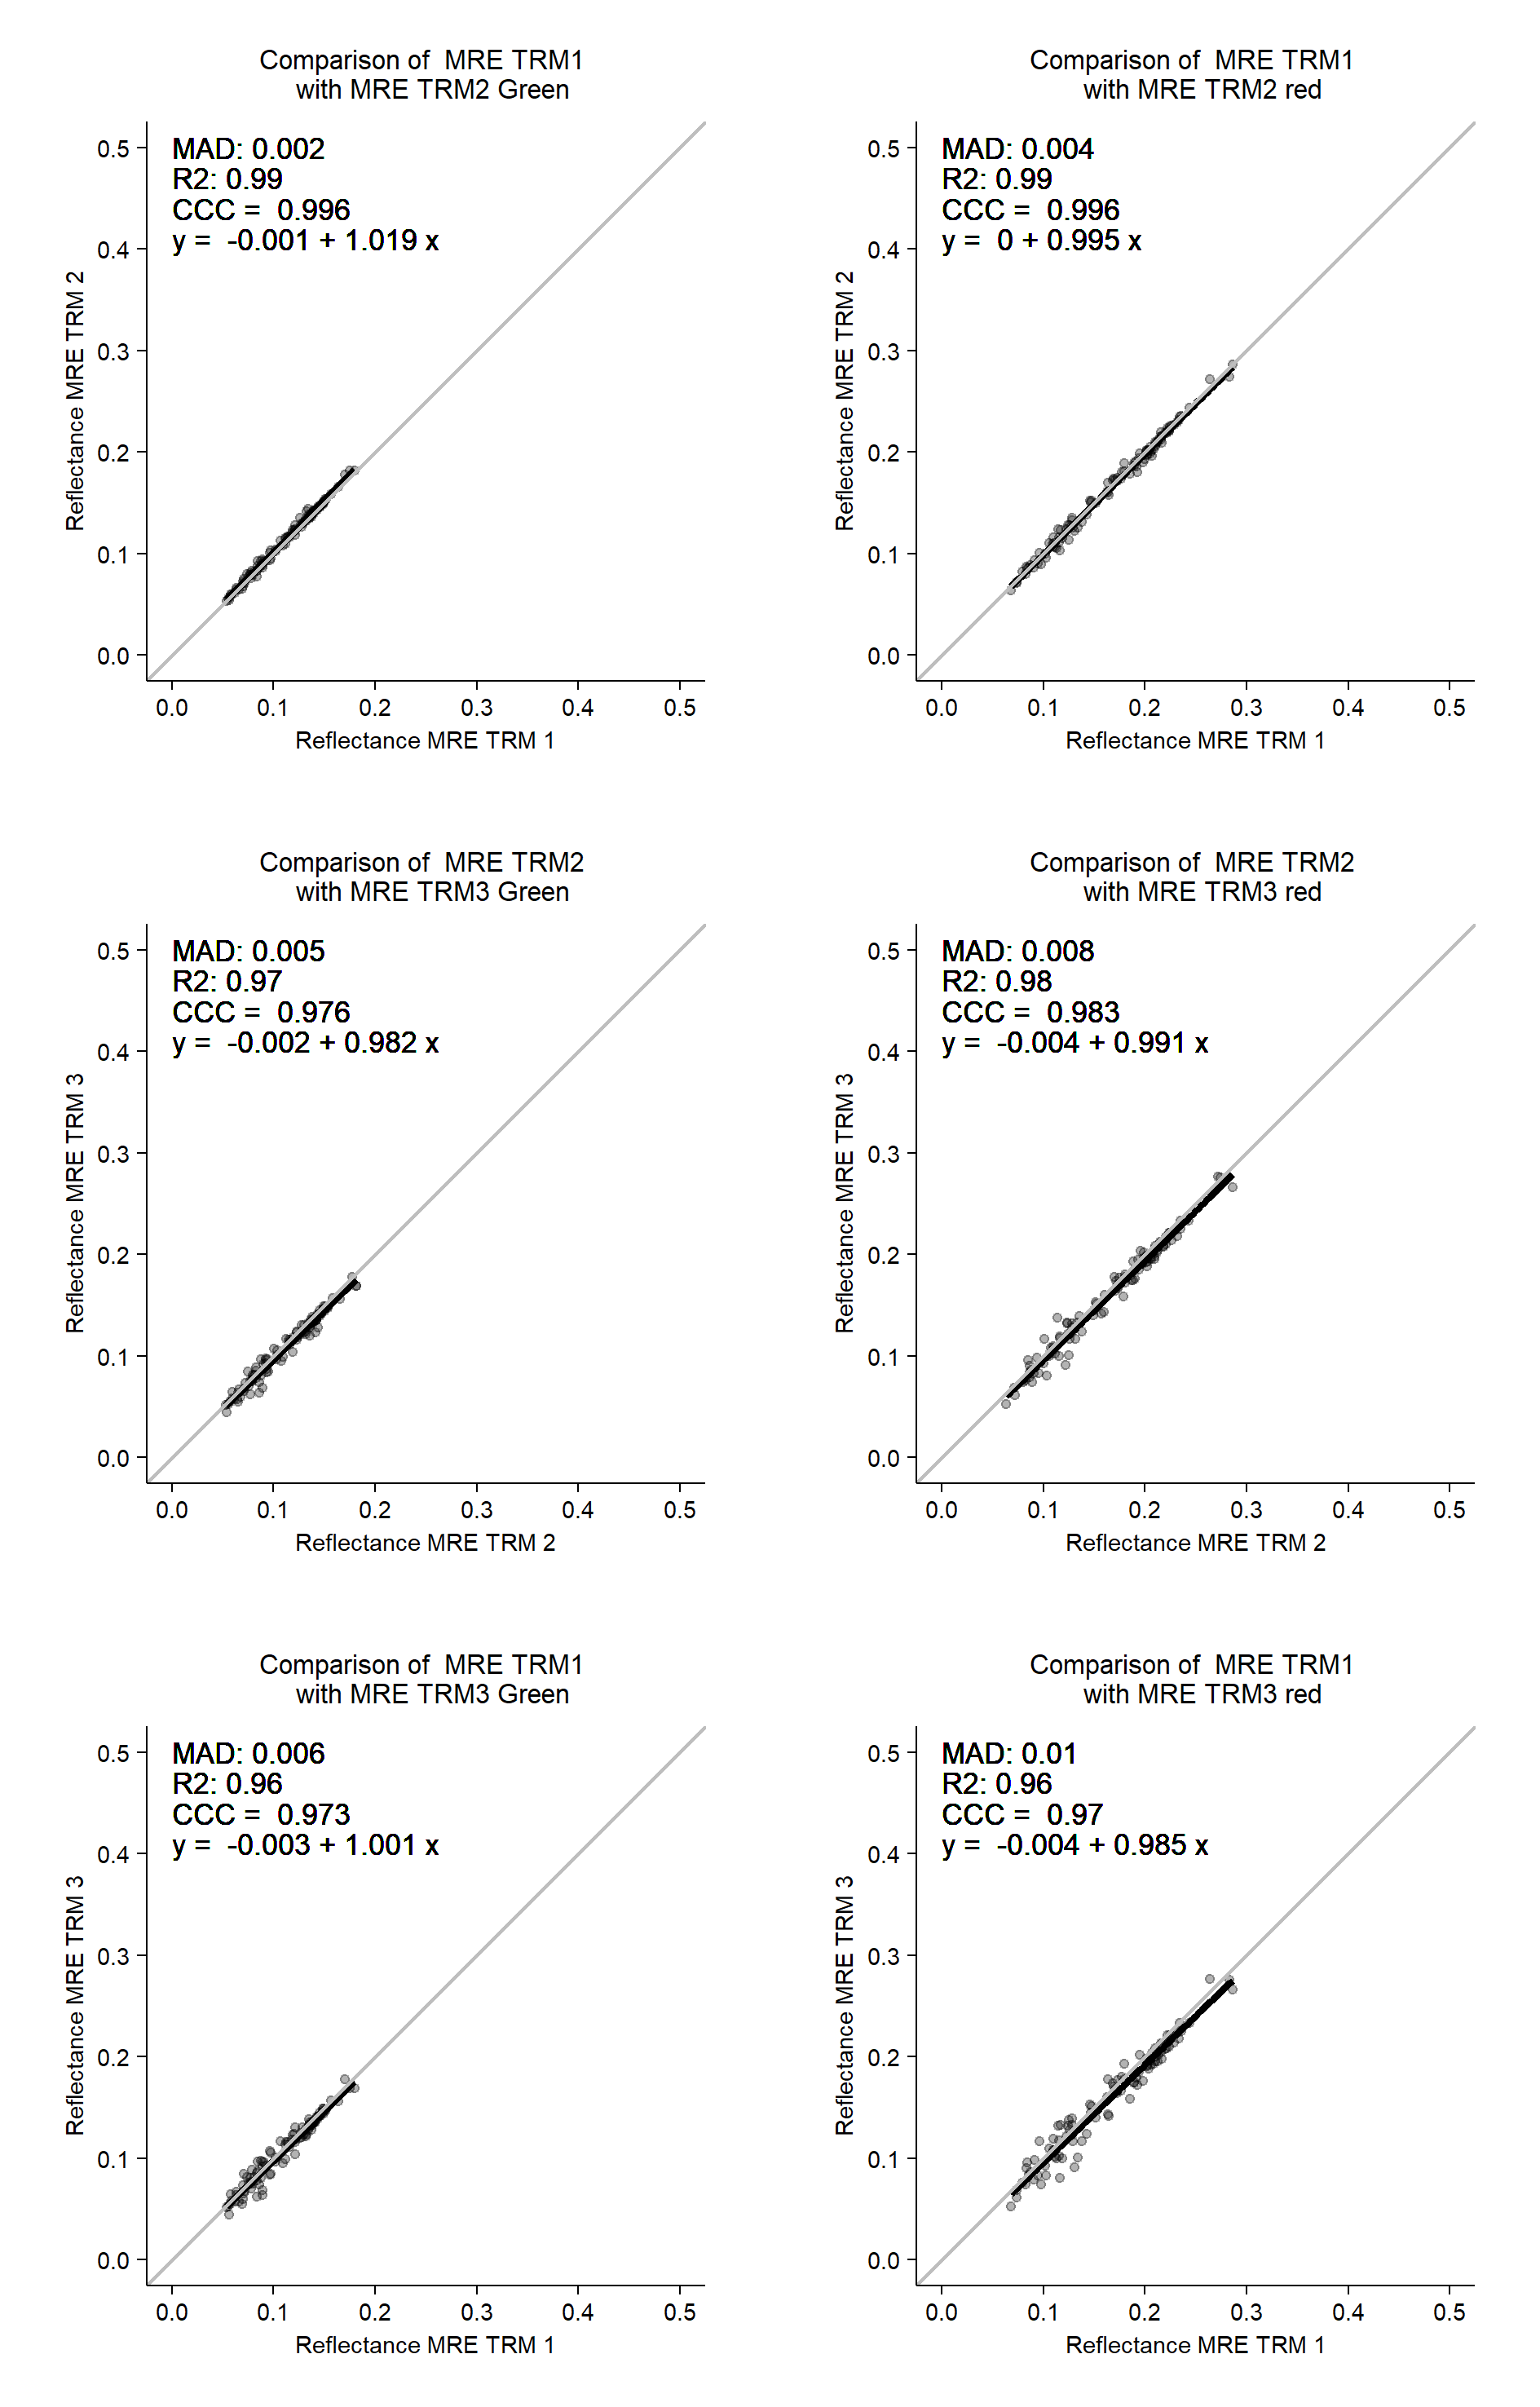 Comparison of  MRE TRM1
with MRE TRM2 Green
MAD: 0.002
R2: 0.99
CCC =  0.996
y =  -0.001 + 1.019 x
0.5
0.4
0.3
0.2
0.1
0.0
Reflectance MRE TRM 2
0.0 0.1 0.2 0.3 0.4 0.5
Reflectance MRE TRM 1
Comparison of  MRE TRM1
with MRE TRM2 red
MAD: 0.004
R2: 0.99
CCC =  0.996
y =  0 + 0.995 x
0.5
0.4
0.3
0.2
0.1
0.0
Reflectance MRE TRM 2
0.0 0.1 0.2 0.3 0.4 0.5
Reflectance MRE TRM 1
Comparison of  MRE TRM2
with MRE TRM3 Green
MAD: 0.005
R2: 0.97
CCC =  0.976
y =  -0.002 + 0.982 x
0.5
0.4
0.3
0.2
0.1
0.0
Reflectance MRE TRM 3
0.0 0.1 0.2 0.3 0.4 0.5
Reflectance MRE TRM 2
Comparison of  MRE TRM2
with MRE TRM3 red
MAD: 0.008
R2: 0.98
CCC =  0.983
y =  -0.004 + 0.991 x
0.5
0.4
0.3
0.2
0.1
0.0
Reflectance MRE TRM 3
0.0 0.1 0.2 0.3 0.4 0.5
Reflectance MRE TRM 2
Comparison of  MRE TRM1
with MRE TRM3 Green
MAD: 0.006
R2: 0.96
CCC =  0.973
y =  -0.003 + 1.001 x
0.5
0.4
0.3
0.2
0.1
0.0
Reflectance MRE TRM 3
0.0 0.1 0.2 0.3 0.4 0.5
Reflectance MRE TRM 1
Comparison of  MRE TRM1
with MRE TRM3 red
MAD: 0.01
R2: 0.96
CCC =  0.97
y =  -0.004 + 0.985 x
0.5
0.4
0.3
0.2
0.1
0.0
Reflectance MRE TRM 3
0.0 0.1 0.2 0.3 0.4 0.5
Reflectance MRE TRM 1